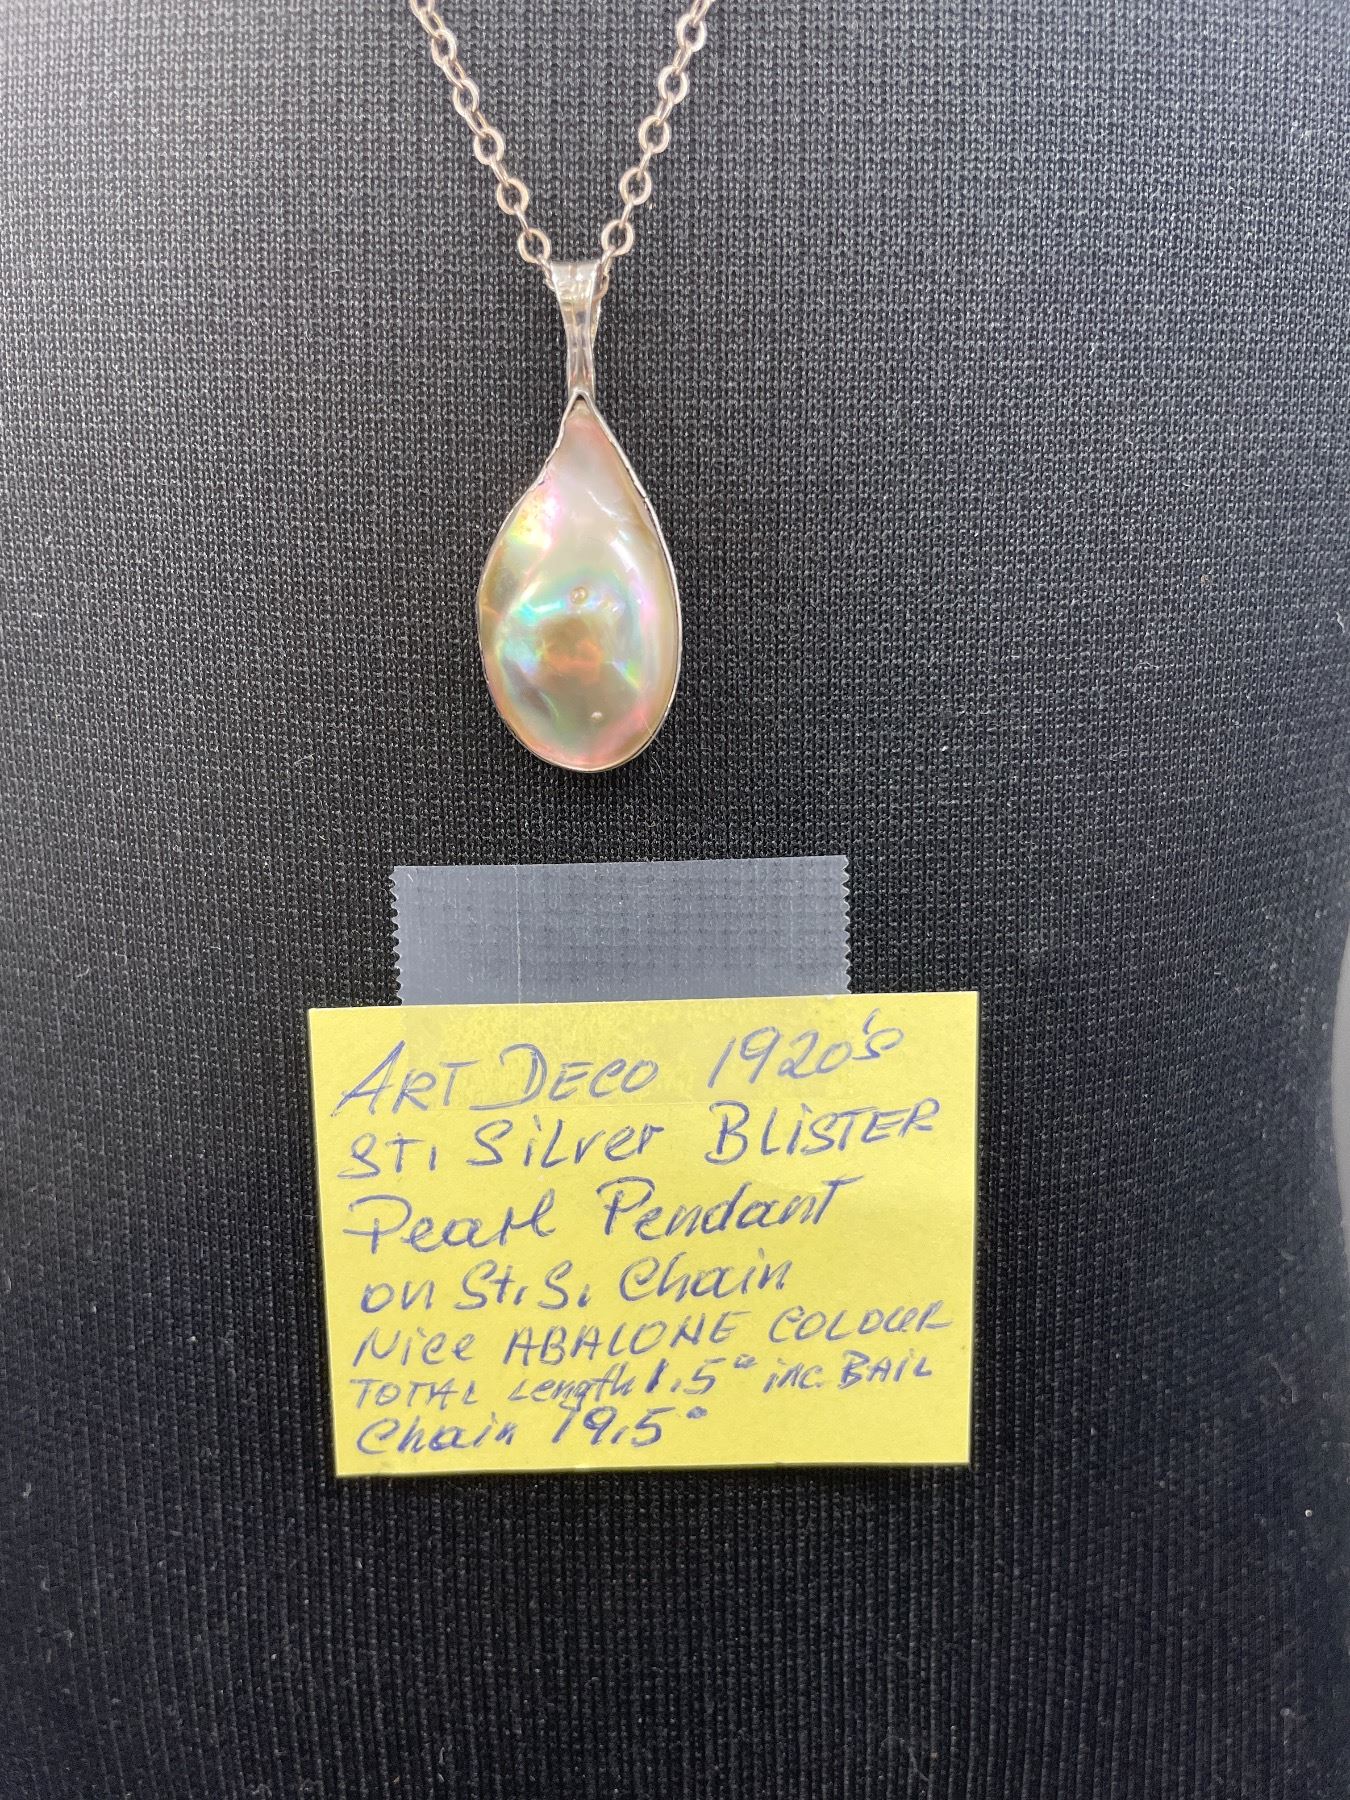 ART DECO 1920's
St. Silver BLiSTER
Pearl Pendant
on St. S. Chain
Nice ABALONE COLOUR
TOTAL Length 1.5" inc. BAiL
Chain 19.5"